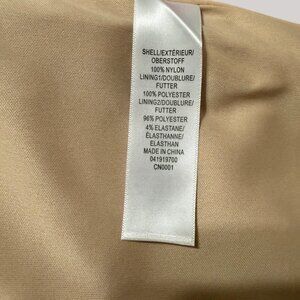 SHELL/EXTÉRIEUR/
OBERSTOFF
100% NYLON
LINING1/DOUBLURE/
FUTTER
100% POLYESTER
LINING2/DOUBLURE/
FUTTER
96% POLYESTER
4% ELASTANE/
ÉLASTHANNE/
ELASTHAN
MADE IN CHINA
041919700
CN0001